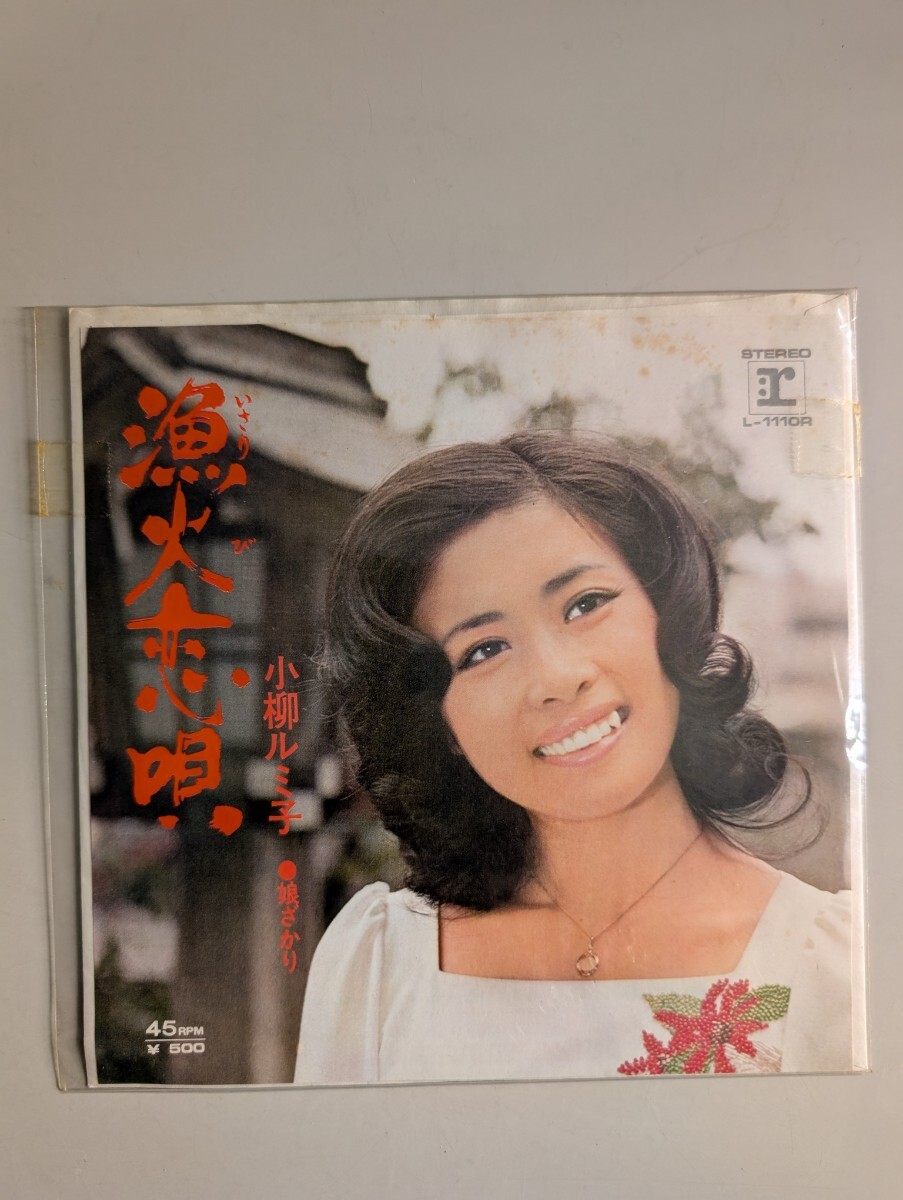 漁火恋唄
いさり
び
小柳ルミ子
●娘ざかり
STEREO
r
L-1110R
45RPM
¥ 500